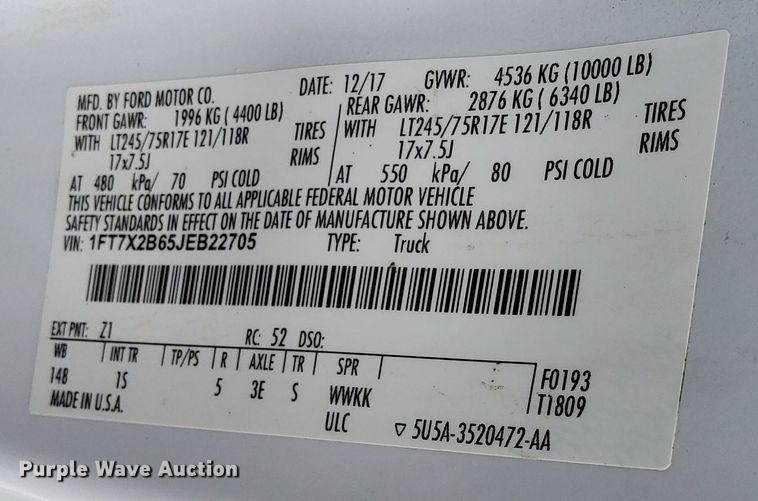 MFD. BY FORD MOTOR CO. DATE: 12/17 GVWR: 4536 KG (10000 LB)
FRONT GAWR: 1996 KG ( 4400 LB) REAR GAWR: 2876 KG ( 6340 LB)
WITH LT245/75R17E 121/118R TIRES WITH LT245/75R17E 121/118R TIRES
17x7.5J RIMS 17x7.5J RIMS
AT 480 kPa/ 70 PSI COLD AT 550 kPa/ 80 PSI COLD
THIS VEHICLE CONFORMS TO ALL APPLICABLE FEDERAL MOTOR VEHICLE
SAFETY STANDARDS IN EFFECT ON THE DATE OF MANUFACTURE SHOWN ABOVE.
VIN: 1FT7X2B65JEB22705 TYPE: Truck
EXT PNT: Z1 RC: 52 DSO:
WB INT TR TP/PS R AXLE TR SPR
148 1S 5 3E S WWKK F0193
MADE IN U.S.A. ULC T1809
▽ 5U5A-3520472-AA
Purple Wave Auction